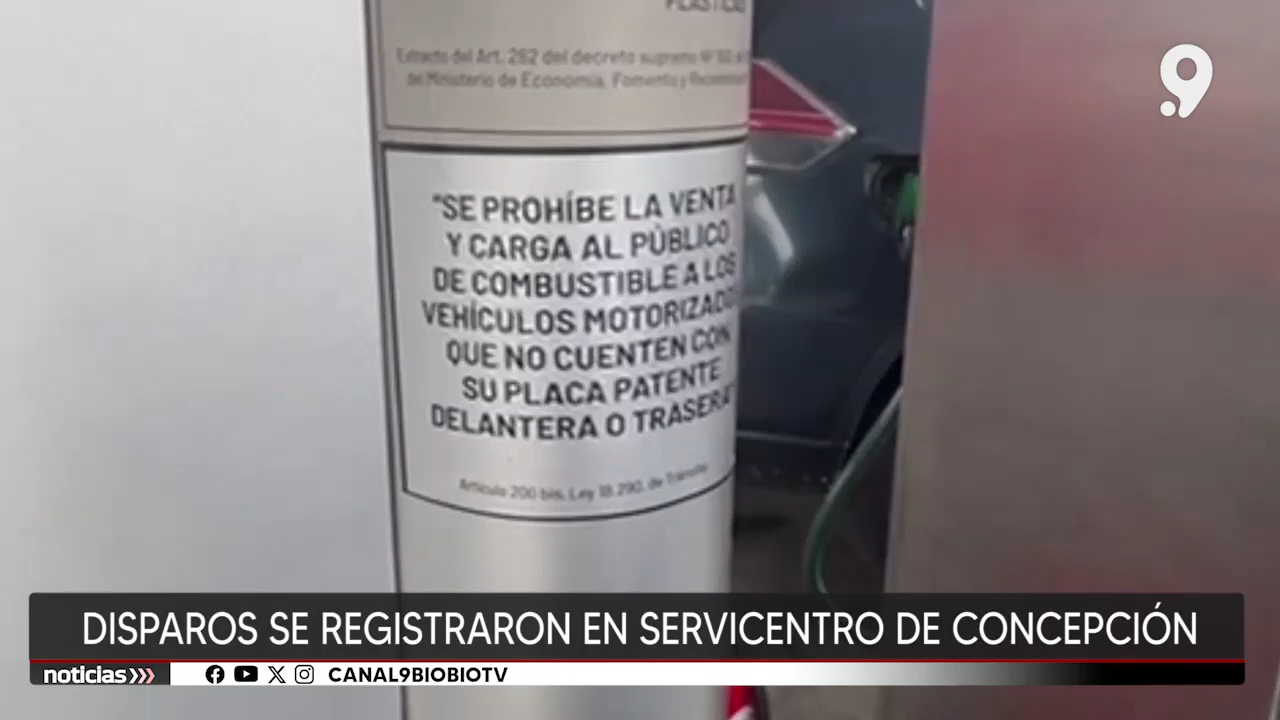 9
Extracto del Art. 262 del decreto supremo Nº
del Ministerio de Economía, Fomento y
"SE PROHÍBE LA VENTA
Y CARGA AL PÚBLICO
DE COMBUSTIBLE A LOS
VEHÍCULOS MOTORIZADOS
QUE NO CUENTEN CON
SU PLACA PATENTE
DELANTERA O TRASERA"
Artículo 200 bis, Ley 18.290, de Tránsito
DISPAROS SE REGISTRARON EN SERVICENTRO DE CONCEPCIÓN
noticias CANAL9BIOBIOTV